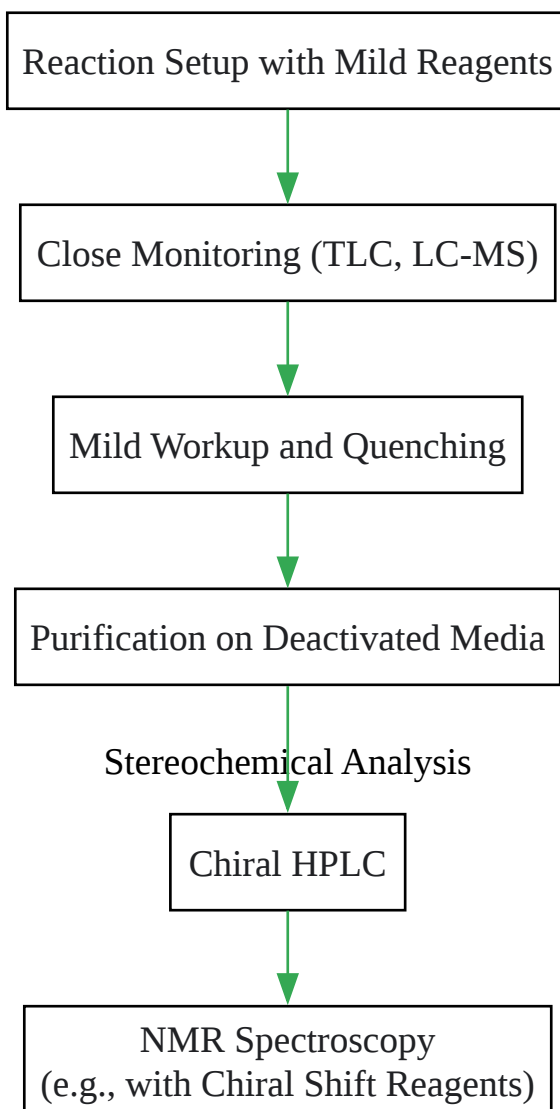 Reaction Setup with Mild Reagents
Close Monitoring (TLC, LC-MS)
Mild Workup and Quenching
Purification on Deactivated Media
Stereochemical Analysis
Chiral HPLC
NMR Spectroscopy
(e.g., with Chiral Shift Reagents)